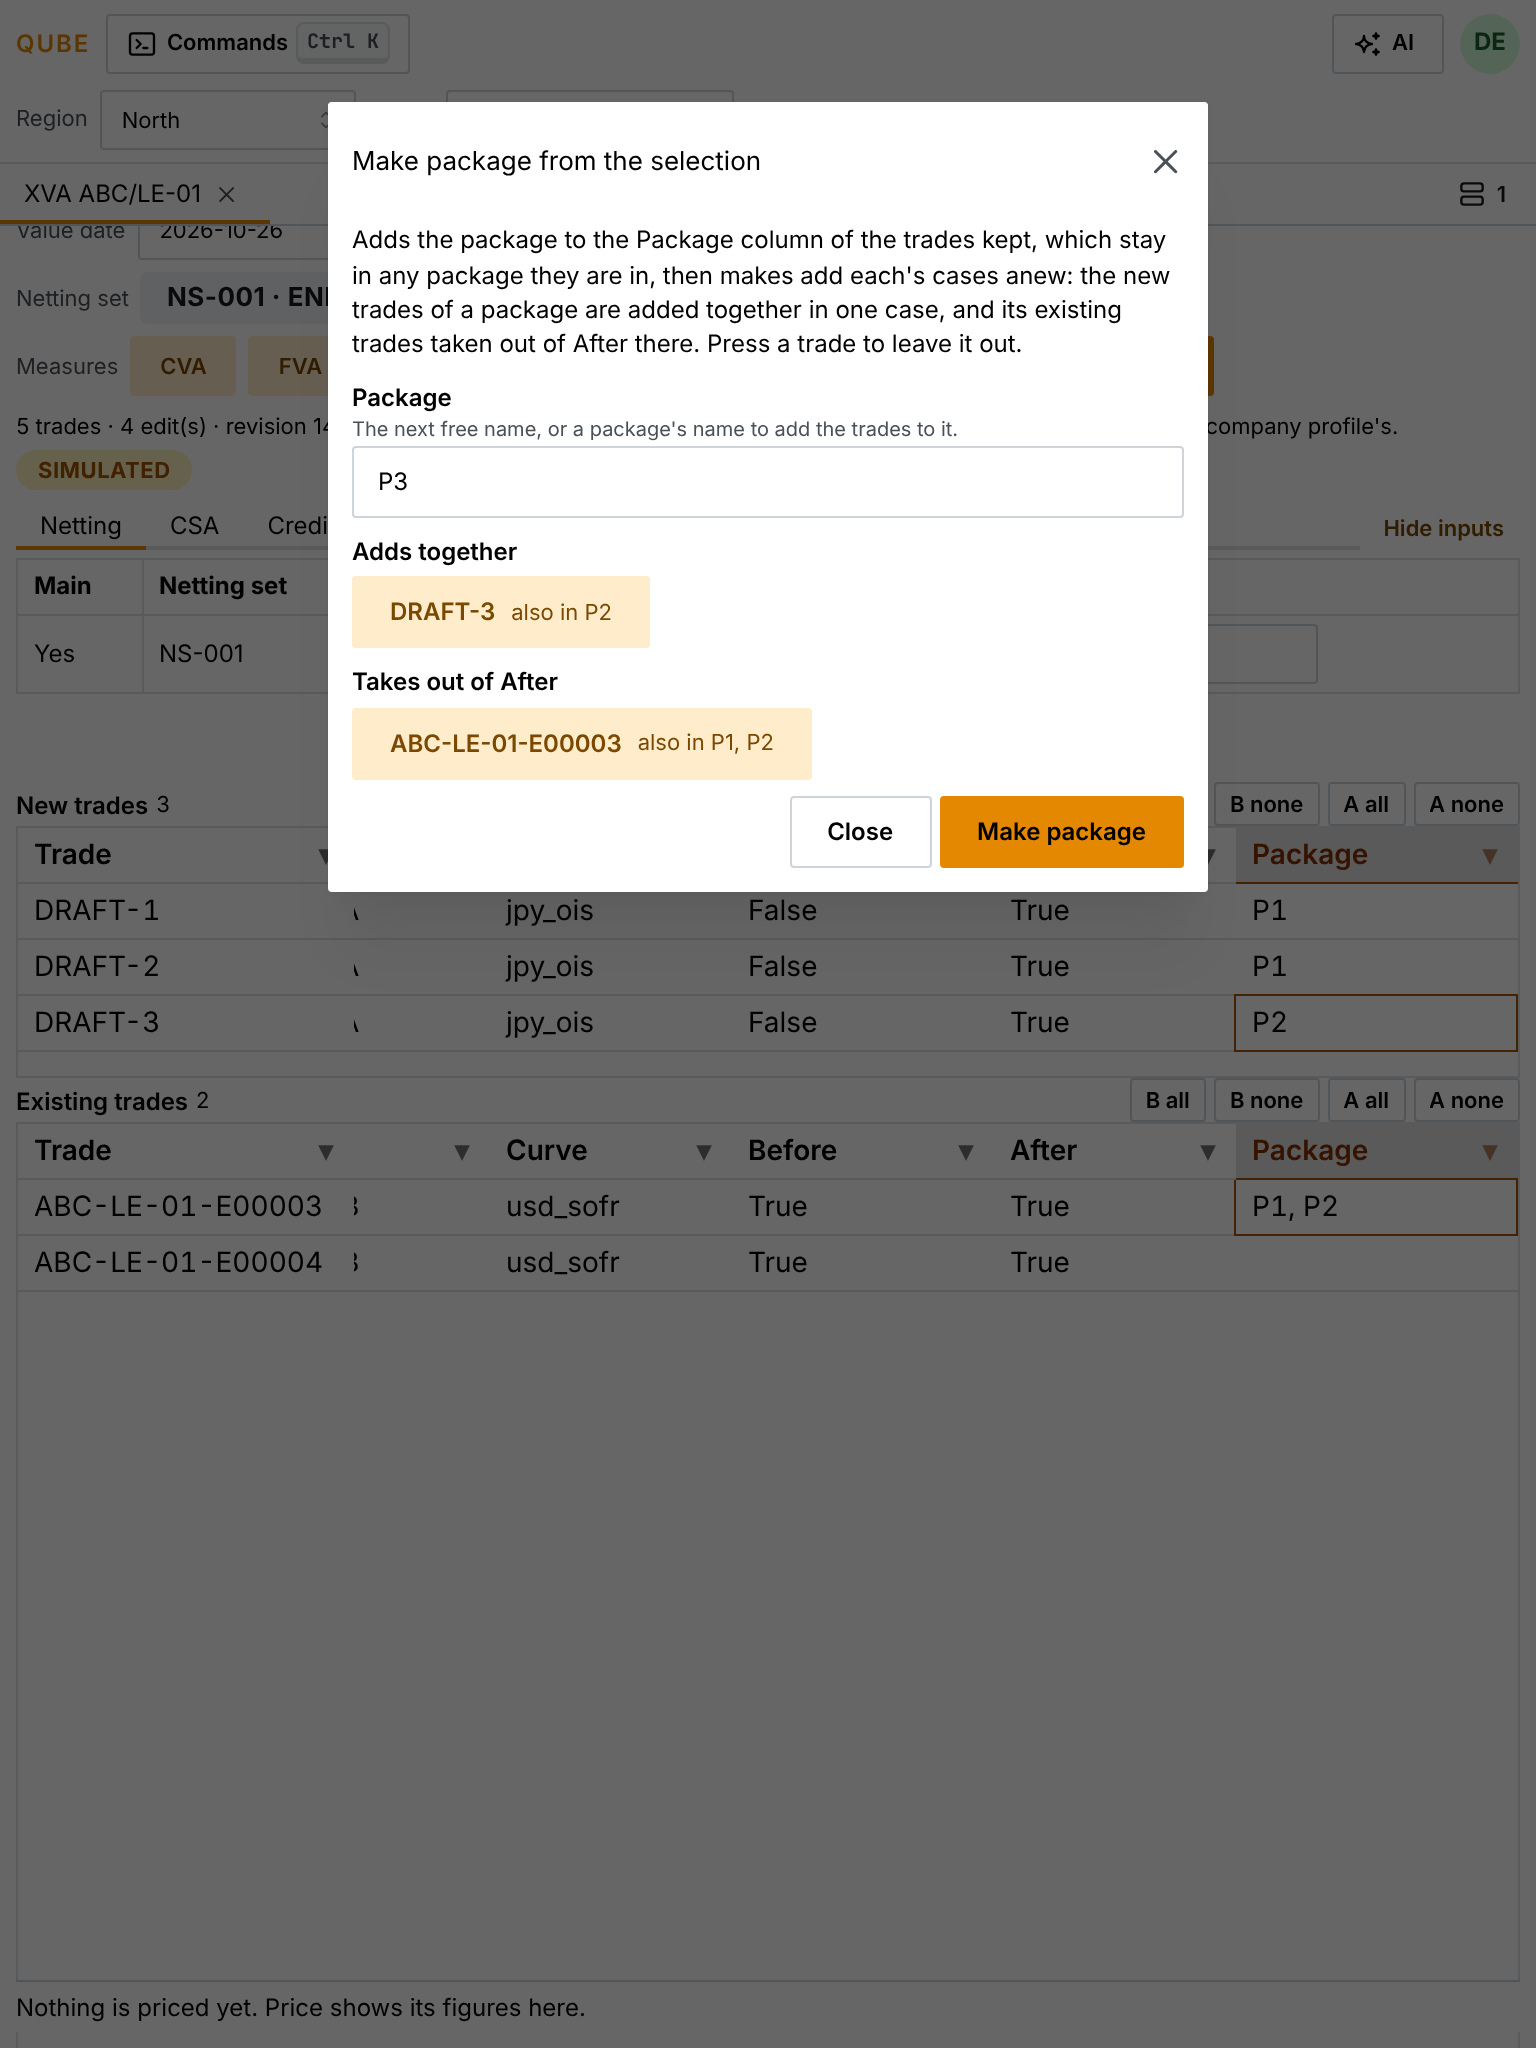 QUBE Commands Ctrl K AI DE
Region North
Make package from the selection
XVA ABC/LE-01 1
Adds the package to the Package column of the trades kept, which stay
in any package they are in, then makes add each's cases anew: the new
trades of a package are added together in one case, and its existing
trades taken out of After there. Press a trade to leave it out.
Package
The next free name, or a package's name to add the trades to it.
P3
Adds together
DRAFT-3 also in P2
Takes out of After
ABC-LE-01-E00003 also in P1, P2
Close Make package
Value date 2026-10-26
Netting set NS-001 ·
Measures CVA FVA
5 trades · 4 edit(s) · revision company profile's.
SIMULATED
Netting CSA Hide inputs
Main Netting set
Yes NS-001
New trades 3 B none A all A none
Trade Package
DRAFT-1 jpy_ois False True P1
DRAFT-2 jpy_ois False True P1
DRAFT-3 jpy_ois False True P2
Existing trades 2 B all B none A all A none
Trade Curve Before After Package
ABC-LE-01-E00003 usd_sofr True True P1, P2
ABC-LE-01-E00004 usd_sofr True True
Nothing is priced yet. Price shows its figures here.